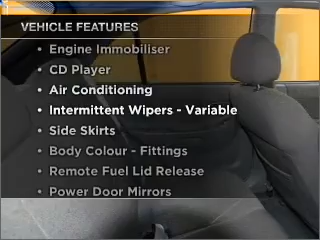 VEHICLE FEATURES
• Engine Immobiliser
• CD Player
• Air Conditioning
• Intermittent Wipers - Variable
• Side Skirts
• Body Colour - Fittings
• Remote Fuel Lid Release
• Power Door Mirrors